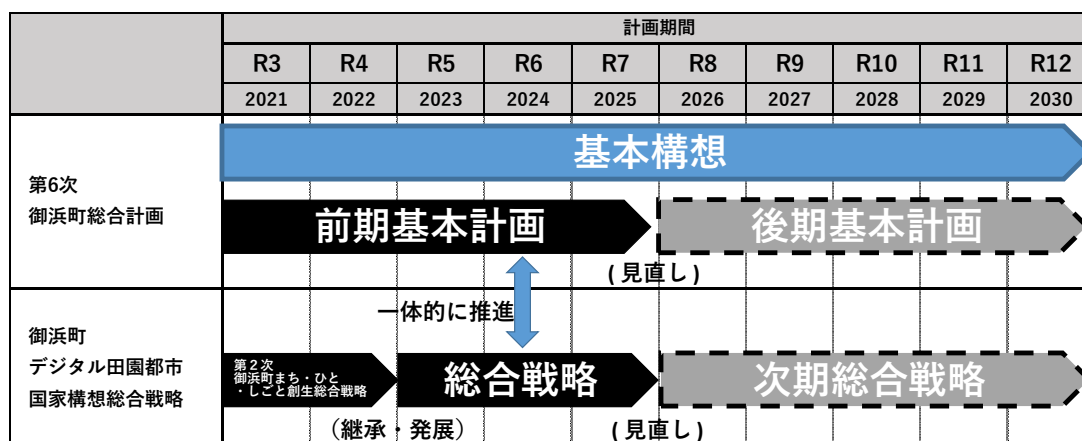 計画期間
R3 R4 R5 R6 R7 R8 R9 R10 R11 R12
2021 2022 2023 2024 2025 2026 2027 2028 2029 2030
第6次
御浜町総合計画
基本構想
前期基本計画
後期基本計画
(見直し)
一体的に推進
御浜町
デジタル田園都市
国家構想総合戦略
第2次
御浜町まち・ひと
・しごと創生総合戦略
総合戦略
次期総合戦略
（継承・発展）
(見直し)